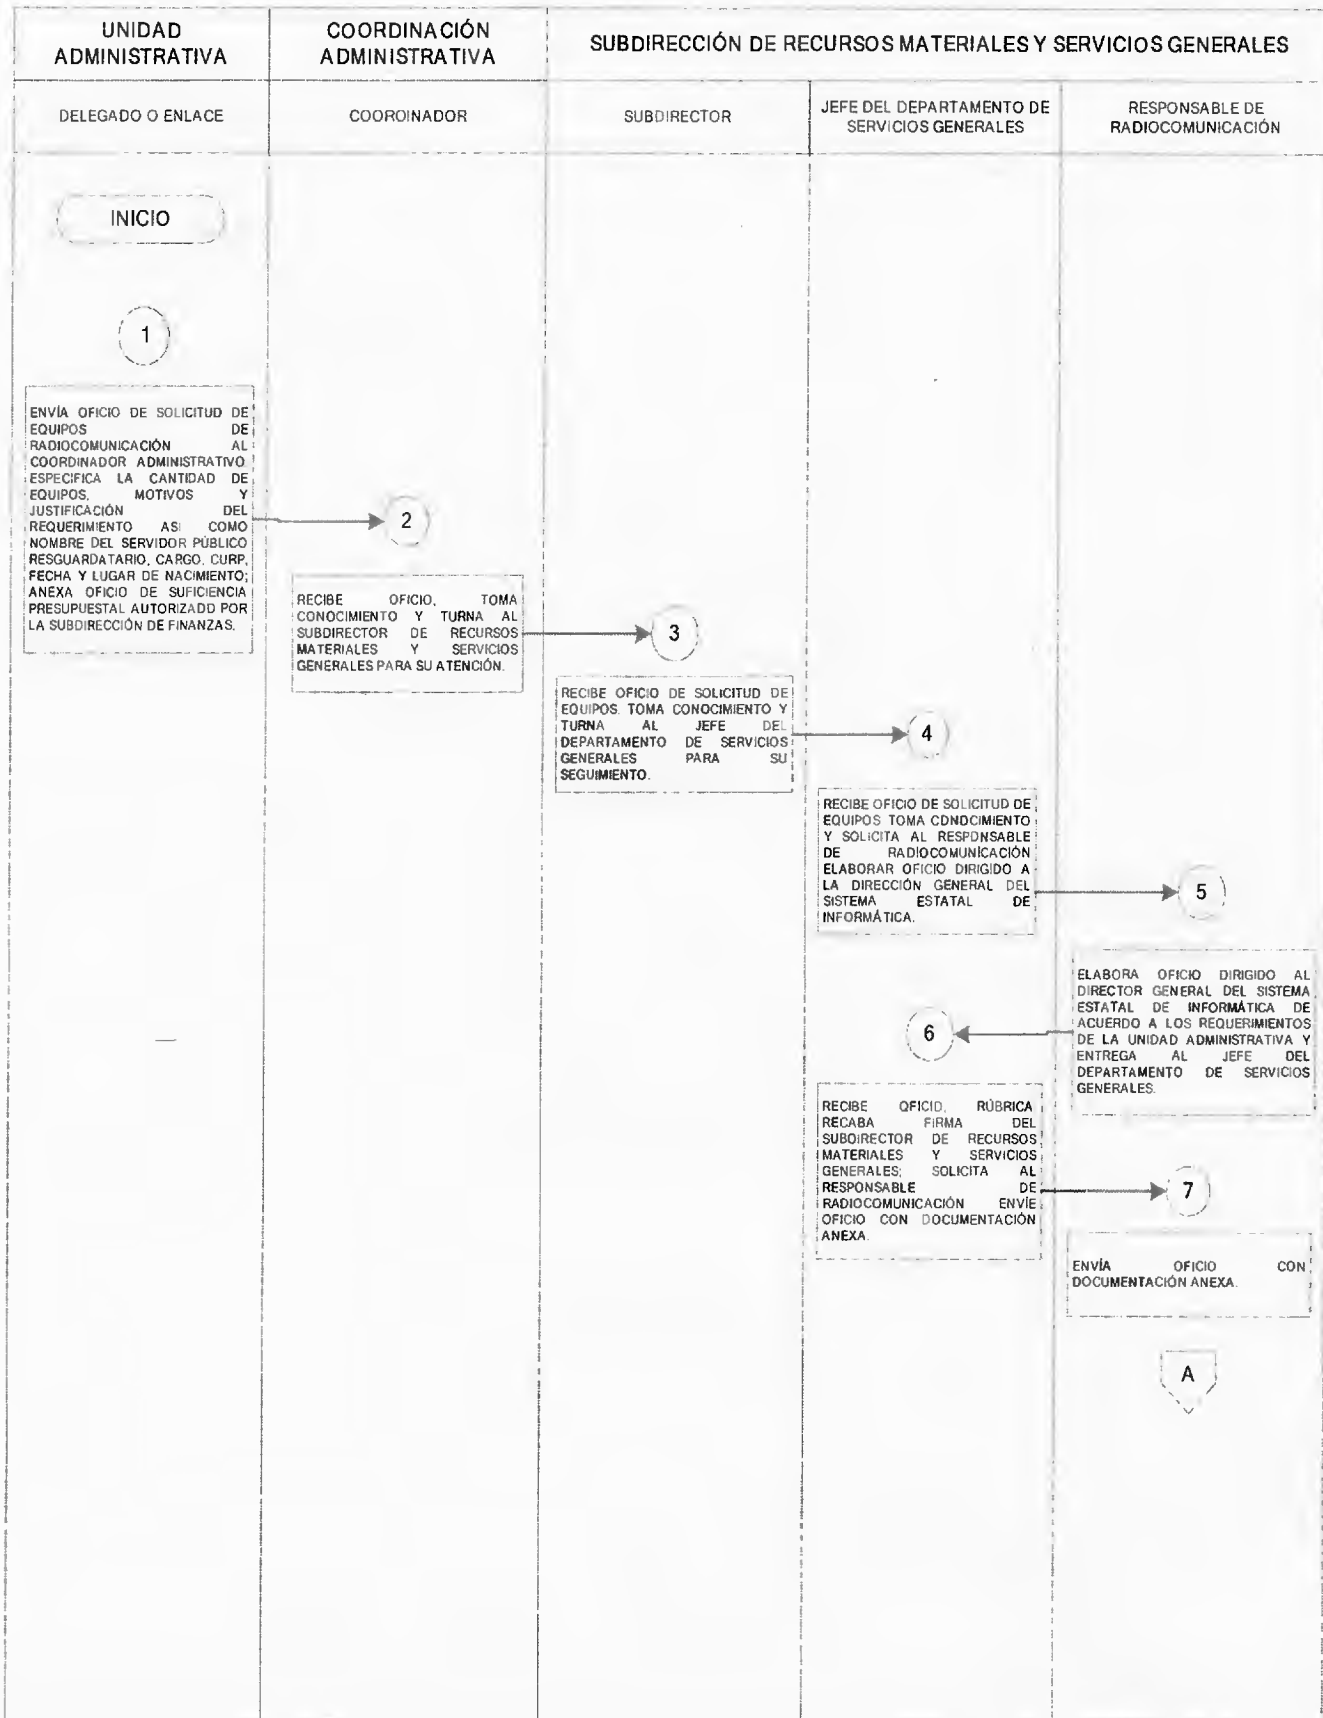 UNIDAD
ADMINISTRATIVA
COORDINACIÓN
ADMINISTRATIVA
SUBDIRECCIÓN DE RECURSOS MATERIALES Y SERVICIOS GENERALES
DELEGADO O ENLACE
COOROINADOR
SUBDIRECTOR
JEFE DEL DEPARTAMENTO DE
SERVICIOS GENERALES
RESPONSABLE DE
RADIOCOMUNICACIÓN
INICIO
1
ENVÍA OFICIO DE SOLICITUD DE
EQUIPOS DE
RADIOCOMUNICACIÓN AL
COORDINADOR ADMINISTRATIVO
ESPECIFICA LA CANTIDAD DE
EQUIPOS, MOTIVOS Y
JUSTIFICACIÓN DEL
REQUERIMIENTO ASI COMO
NOMBRE DEL SERVIDOR PÚBLICO
RESGUARDATARIO, CARGO, CURP,
FECHA Y LUGAR DE NACIMIENTO;
ANEXA OFICIO DE SUFICIENCIA
PRESUPUESTAL AUTORIZADO POR
LA SUBDIRECCIÓN DE FINANZAS.
2
RECIBE OFICIO, TOMA
CONOCIMIENTO Y TURNA AL
SUBDIRECTOR DE RECURSOS
MATERIALES Y SERVICIOS
GENERALES PARA SU ATENCIÓN.
3
RECIBE OFICIO DE SOLICITUD DE
EQUIPOS. TOMA CONOCIMIENTO Y
TURNA AL JEFE DEL
DEPARTAMENTO DE SERVICIOS
GENERALES PARA SU
SEGUIMIENTO.
4
RECIBE OFICIO DE SOLICITUD DE
EQUIPOS TOMA CONOCIMIENTO
Y SOLICITA AL RESPONSABLE
DE RADIOCOMUNICACIÓN
ELABORAR OFICIO DIRIGIDO A
LA DIRECCIÓN GENERAL DEL
SISTEMA ESTATAL DE
INFORMÁTICA.
5
ELABORA OFICIO DIRIGIDO AL
DIRECTOR GENERAL DEL SISTEMA
ESTATAL DE INFORMÁTICA DE
ACUERDO A LOS REQUERIMIENTOS
DE LA UNIDAD ADMINISTRATIVA Y
ENTREGA AL JEFE DEL
DEPARTAMENTO DE SERVICIOS
GENERALES.
6
RECIBE OFICIO, RÚBRICA
RECABA FIRMA DEL
SUBDIRECTOR DE RECURSOS
MATERIALES Y SERVICIOS
GENERALES; SOLICITA AL
RESPONSABLE DE
RADIOCOMUNICACIÓN ENVÍE
OFICIO CON DOCUMENTACIÓN
ANEXA.
7
ENVÍA OFICIO CON
DOCUMENTACIÓN ANEXA.
A